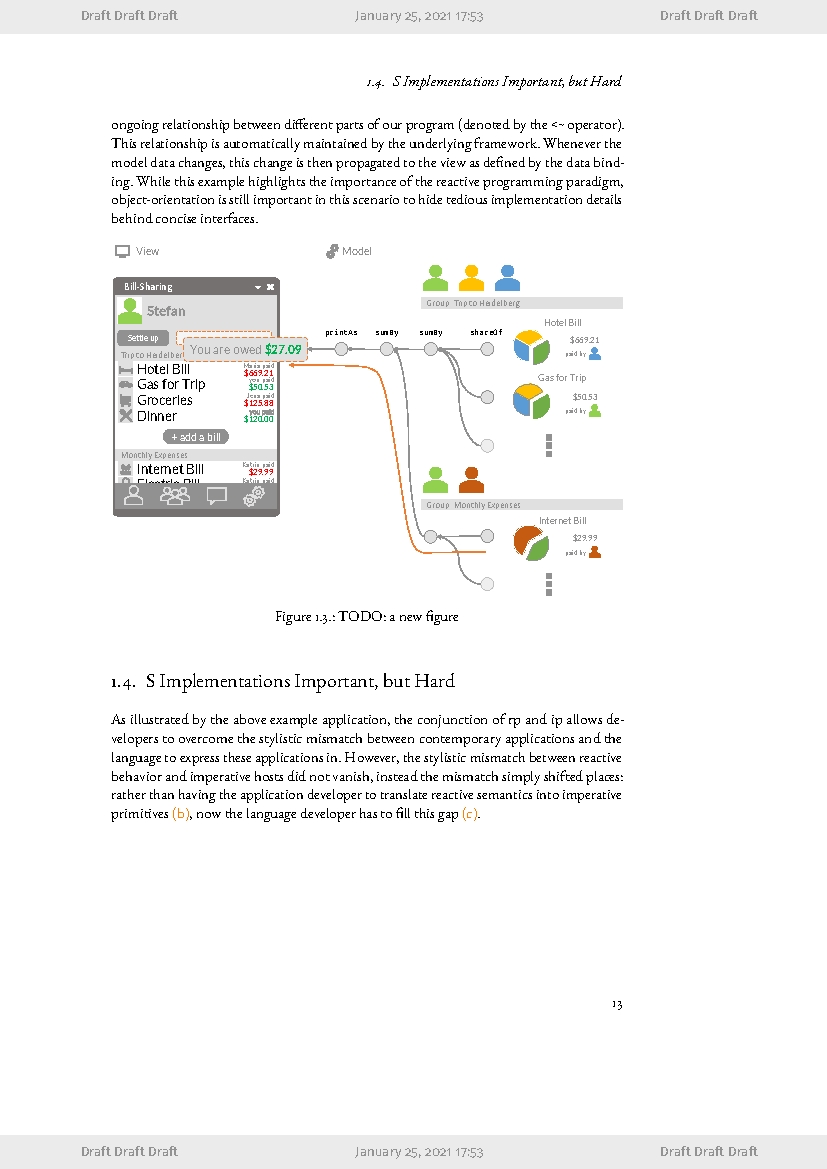 Draft Draft Draft January 25, 2021 17:53 Draft Draft Draft
1.4. S Implementations Important, but Hard
ongoing relationship between different parts of our program (denoted by the <~ operator).
This relationship is automatically maintained by the underlying framework. Whenever the
model data changes, this change is then propagated to the view as defined by the data bind-
ing. While this example highlights the importance of the reactive programming paradigm,
object-orientation is still important in this scenario to hide tedious implementation details
behind concise interfaces.
View
Model
Bill-Sharing
Stefan
Settle up
You are owed $27.09
Trip to Heidelber
Hotel Bill $669.21
Gas for Trip you paid $50.53
Groceries $125.88
Dinner you paid $120.00
+ add a bill
Monthly Expenses
Internet Bill Katrin paid $29.99
Electric Bill Katrin paid
printAs sumBy sumBy shareOf
Group Trip to Heidelberg
Hotel Bill
$669.21
paid by
Gas for Trip
$50.53
paid by
Group Monthly Expenses
Internet Bill
$29.99
paid by
Figure 1.3.: TODO: a new figure
1.4. S Implementations Important, but Hard
As illustrated by the above example application, the conjunction of rp and ip allows de-
velopers to overcome the stylistic mismatch between contemporary applications and the
language to express these applications in. However, the stylistic mismatch between reactive
behavior and imperative hosts did not vanish, instead the mismatch simply shifted places:
rather than having the application developer to translate reactive semantics into imperative
primitives (b), now the language developer has to fill this gap (c).
13
Draft Draft Draft January 25, 2021 17:53 Draft Draft Draft